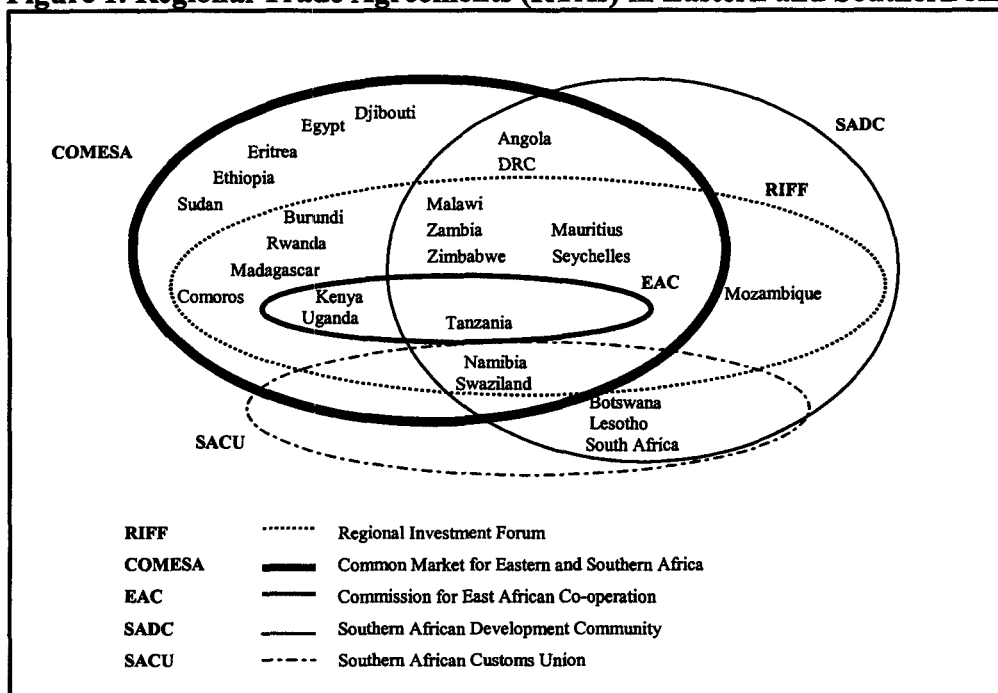 Figure 1. Regional Trade Agreements (RTAs) in Eastern and Southern
Djibouti
Egypt
SADC
Angola
COMESA
Eritrea
DRC
Ethiopia
RIFF
Sudan
Malawi
Burundi
Zambia
Mauritius
Rwanda
Zimbabwe
Seychelles
Madagascar
EAC
Comoros
Kenya
Mozambique
Uganda
Tanzania
Namibia
Swaziland
Botswana
Lesotho
SACU
South Africa
RIFF Regional Investment Forum
COMESA Common Market for Eastern and Southern Africa
EAC Commission for East African Co-operation
SADC Southern African Development Community
SACU Southern African Customs Union